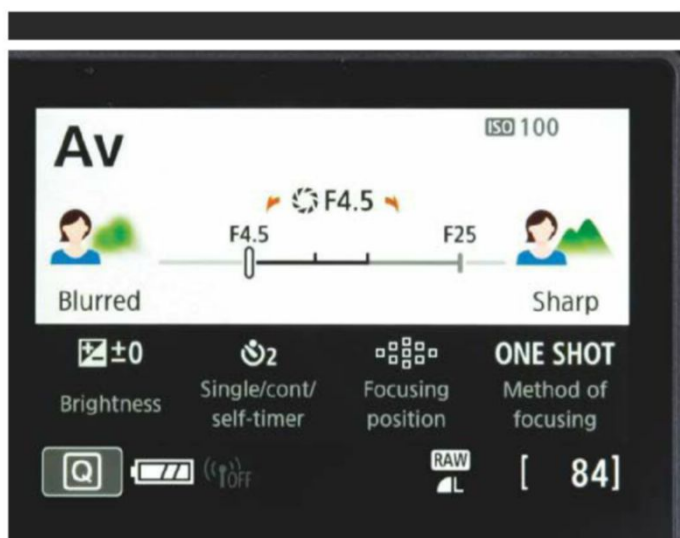 Av
ISO 100
F4.5
F4.5
F25
Blurred
Sharp
±0
2
ONE SHOT
Brightness
Single/cont/
self-timer
Focusing
position
Method of
focusing
Q
OFF
RAW
L
[ 84]